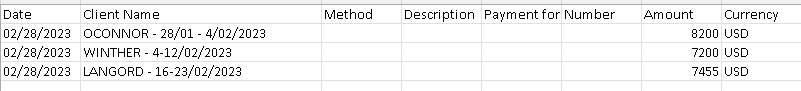 Date Client Name Method Description Payment for Number Amount Currency
02/28/2023 OCONNOR - 28/01 - 4/02/2023 8200 USD
02/28/2023 WINTHER - 4-12/02/2023 7200 USD
02/28/2023 LANGORD - 16-23/02/2023 7455 USD